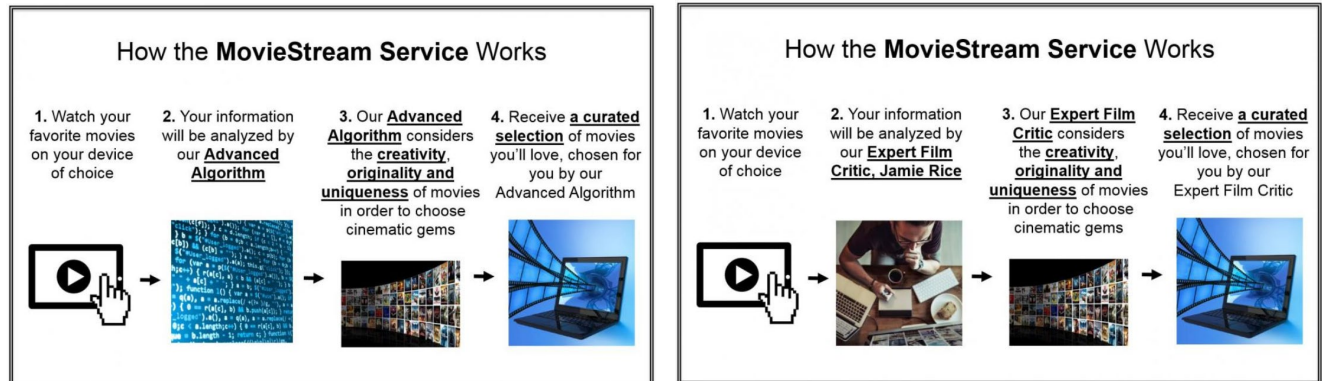 How the MovieStream Service Works
1. Watch your
favorite movies
on your device
of choice
2. Your information
will be analyzed by
our Advanced
Algorithm
3. Our Advanced
Algorithm considers
the creativity,
originality and
uniqueness of movies
in order to choose
cinematic gems
4. Receive a curated
selection of movies
you'll love, chosen for
you by our
Advanced Algorithm
How the MovieStream Service Works
1. Watch your
favorite movies
on your device
of choice
2. Your information
will be analyzed by
our Expert Film
Critic, Jamie Rice
3. Our Expert Film
Critic considers
the creativity,
originality and
uniqueness of movies
in order to choose
cinematic gems
4. Receive a curated
selection of movies
you'll love, chosen for
you by our
Expert Film Critic